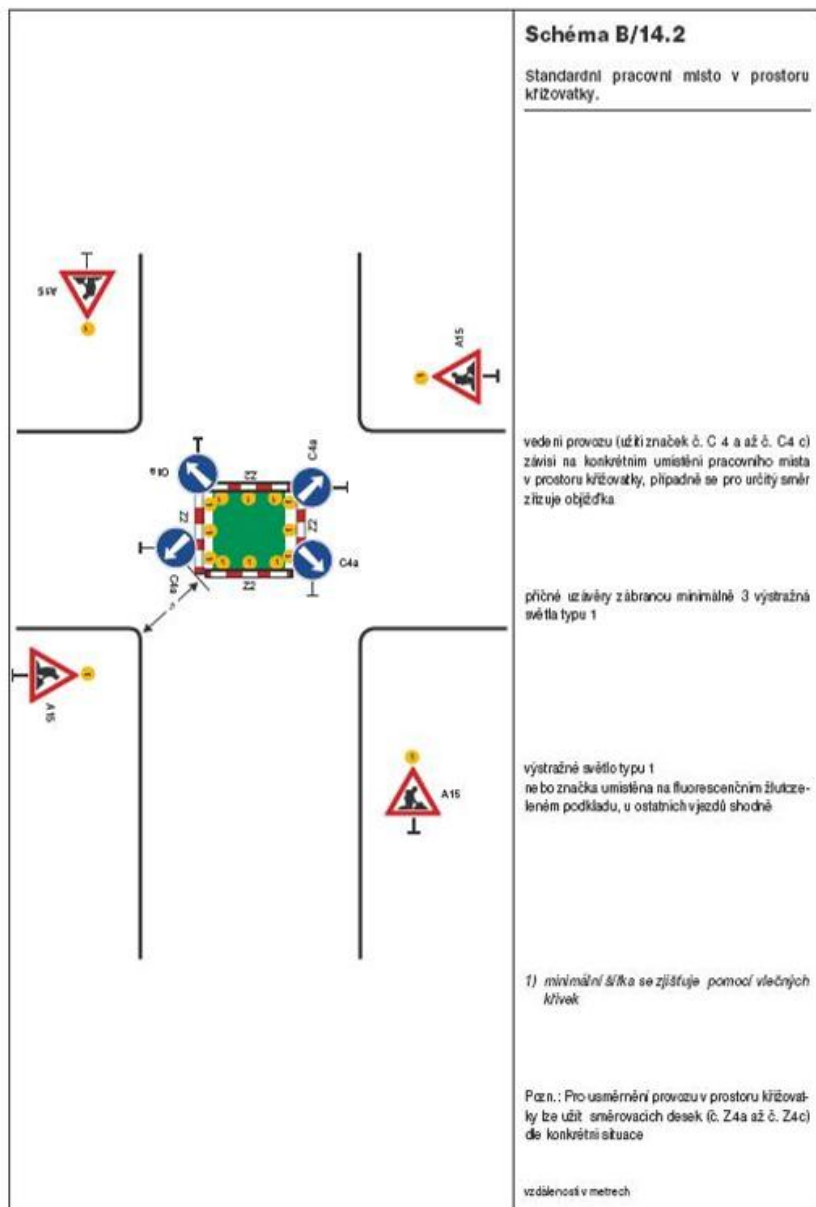 Schéma B/14.2
Standardní pracovní místo v prostoru
křižovatky.
A15
A15
C4a
C4a
Z2
Z2
Z2
C4a
C4a
Z2
A15
A15
vedení provozu (užití značek č. C 4 a až č. C4 c)
závisí na konkrétním umístění pracovního místa
v prostoru křižovatky, případně se pro určitý směr
zřizuje objížďka
příčné uzávěry zábranou minimálně 3 výstražná
světla typu 1
výstražné světlo typu 1
nebo značka umístěna na fluorescenčním žlutoze-
leném podkladu, u ostatních vjezdů shodně
1) minimální šířka se zjišťuje pomocí vlečných
křivek
Pozn.: Pro usměrnění provozu v prostoru křižovat-
ky lze užít směrovacích desek (č. Z4a až č. Z4c)
dle konkrétní situace
vzdálenosti v metrech